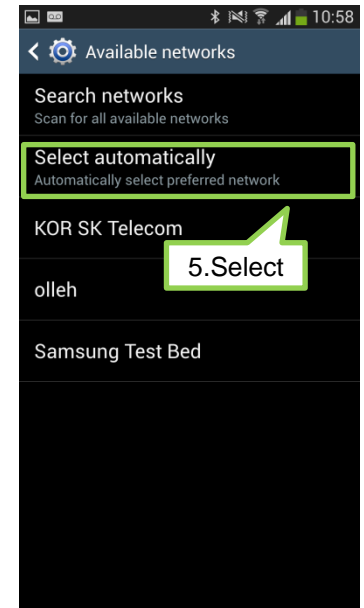 10:58
Available networks
Search networks
Scan for all available networks
Select automatically
Automatically select preferred network
KOR SK Telecom
5.Select
olleh
Samsung Test Bed